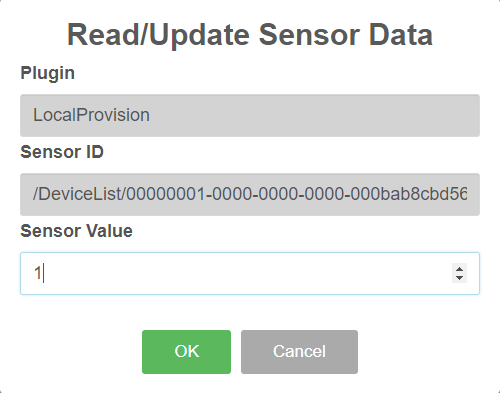 Read/Update Sensor Data
Plugin
LocalProvision
Sensor ID
/DeviceList/00000001-0000-0000-0000-000bab8cbd56
Sensor Value
1
OK
Cancel